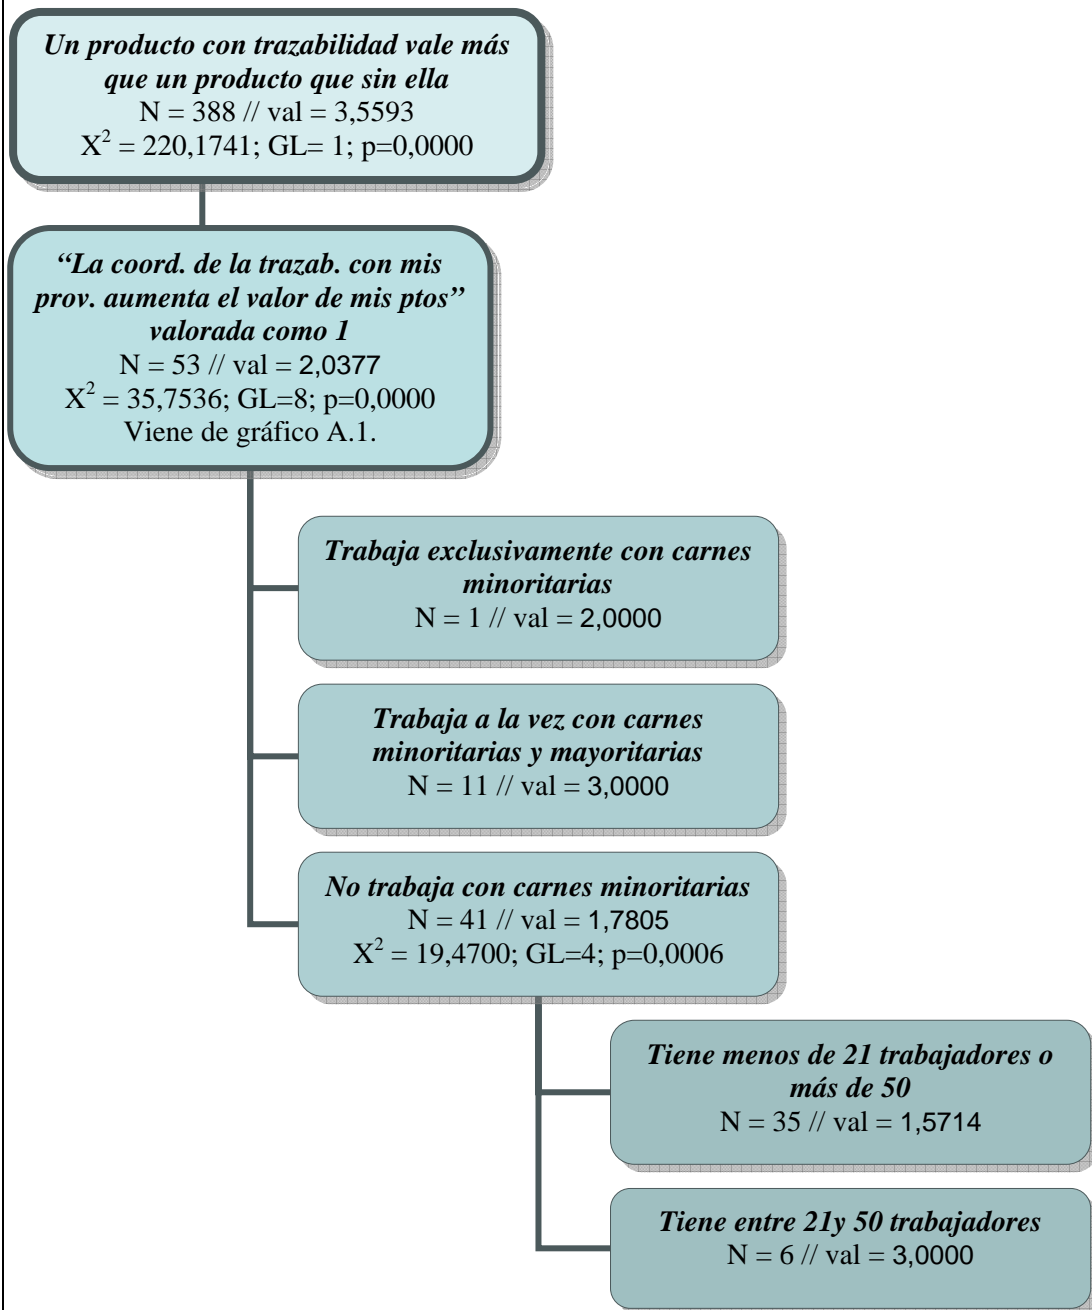 Un producto con trazabilidad vale más
que un producto que sin ella
N = 388 // val = 3,5593
X² = 220,1741; GL= 1; p=0,0000
“La coord. de la trazab. con mis
prov. aumenta el valor de mis ptos”
valorada como 1
N = 53 // val = 2,0377
X² = 35,7536; GL=8; p=0,0000
Viene de gráfico A.1.
Trabaja exclusivamente con carnes
minoritarias
N = 1 // val = 2,0000
Trabaja a la vez con carnes
minoritarias y mayoritarias
N = 11 // val = 3,0000
No trabaja con carnes minoritarias
N = 41 // val = 1,7805
X² = 19,4700; GL=4; p=0,0006
Tiene menos de 21 trabajadores o
más de 50
N = 35 // val = 1,5714
Tiene entre 21y 50 trabajadores
N = 6 // val = 3,0000